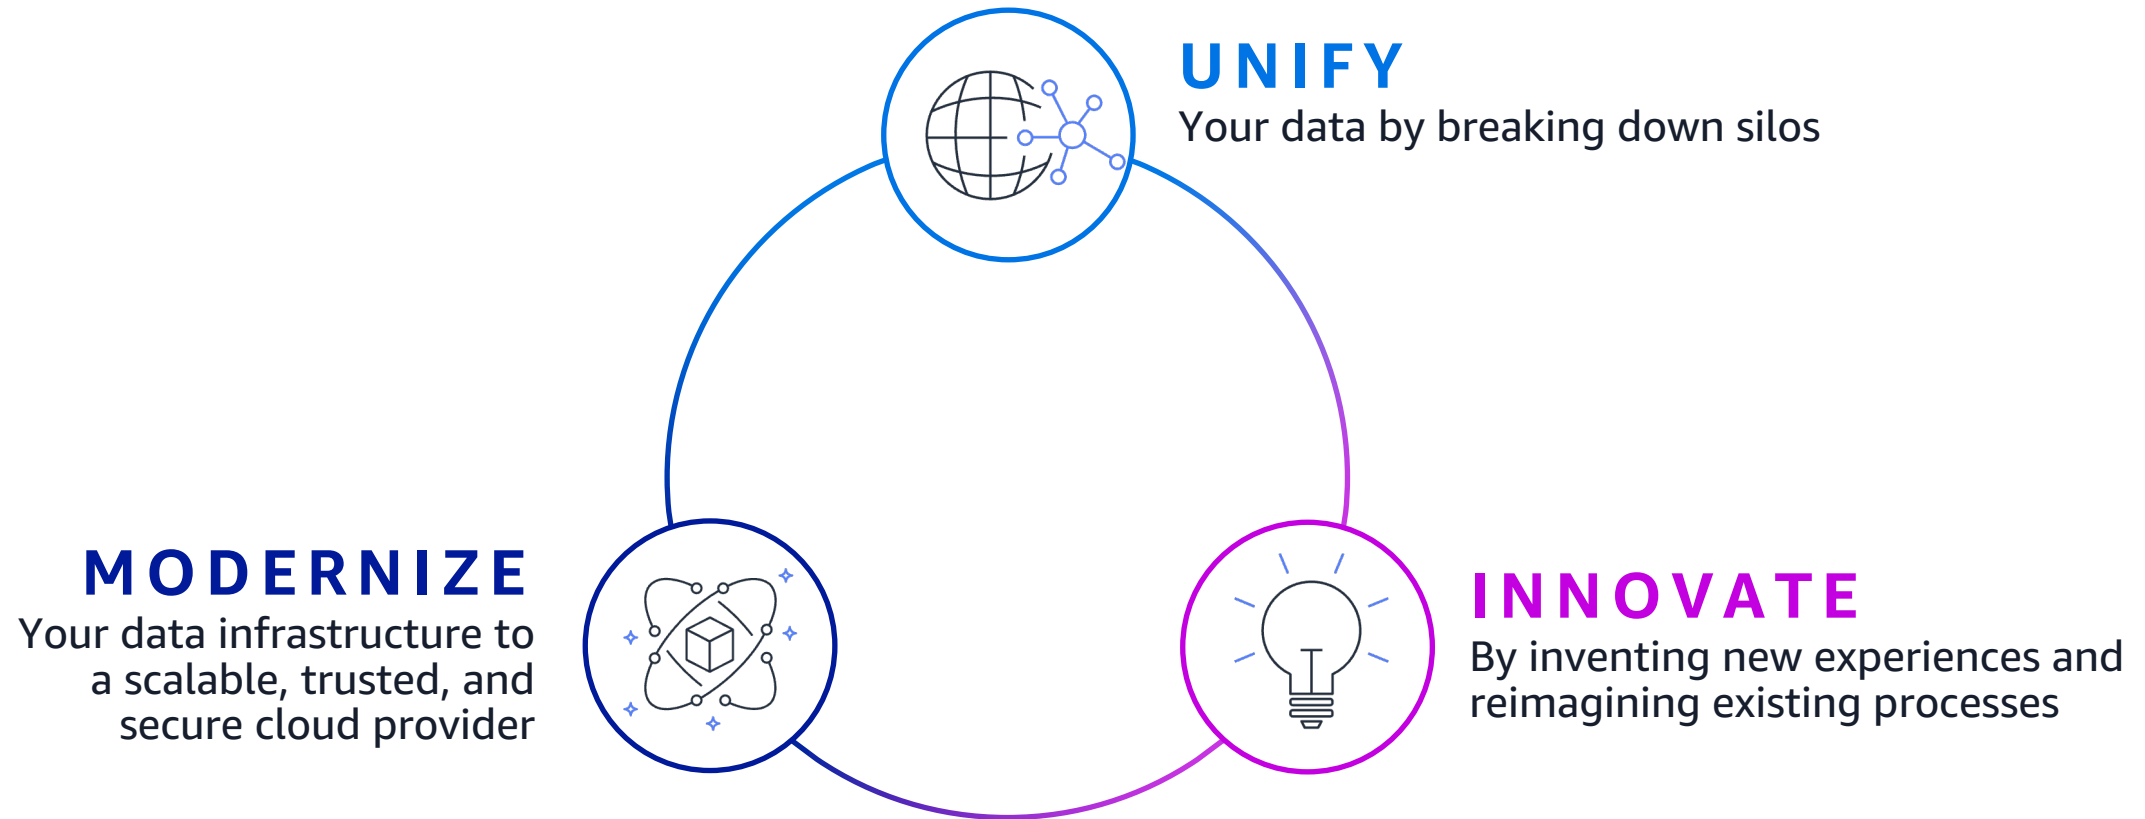 UNIFY
Your data by breaking down silos
MODERNIZE
Your data infrastructure to
a scalable, trusted, and
secure cloud provider
INNOVATE
By inventing new experiences and
reimagining existing processes